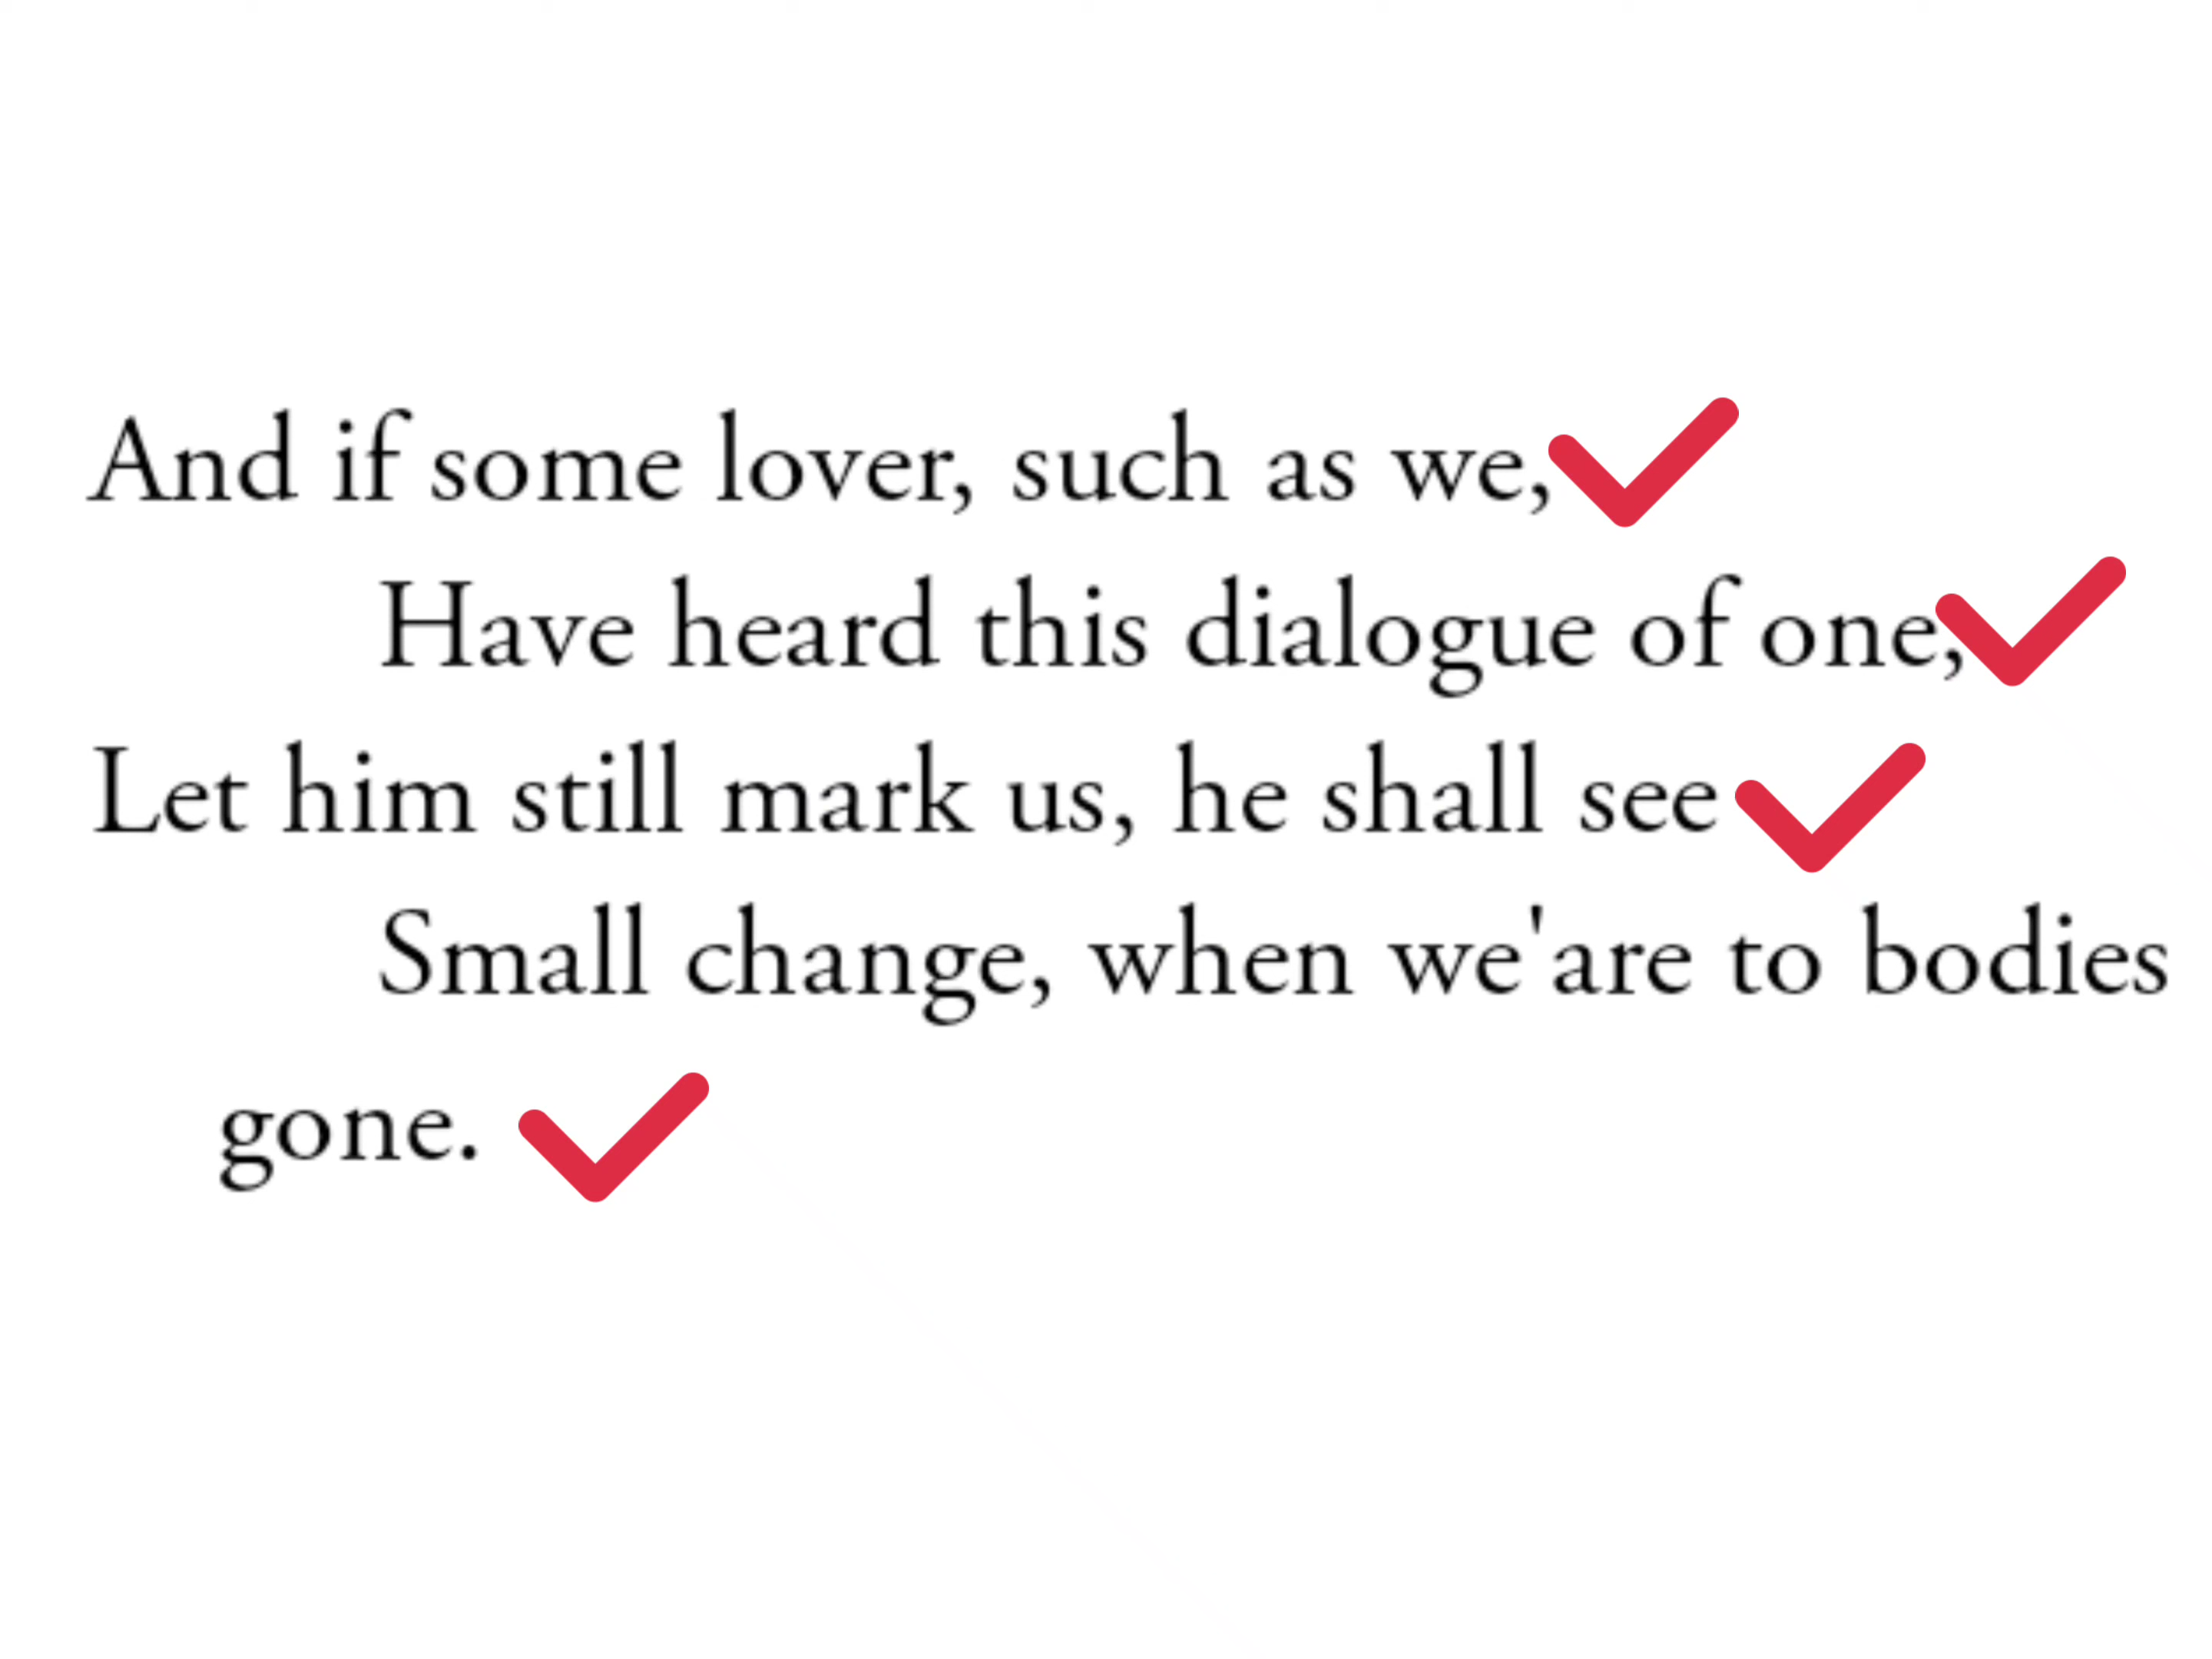 And if some lover, such as we,
Have heard this dialogue of one,
Let him still mark us, he shall see
Small change, when we'are to bodies
gone.